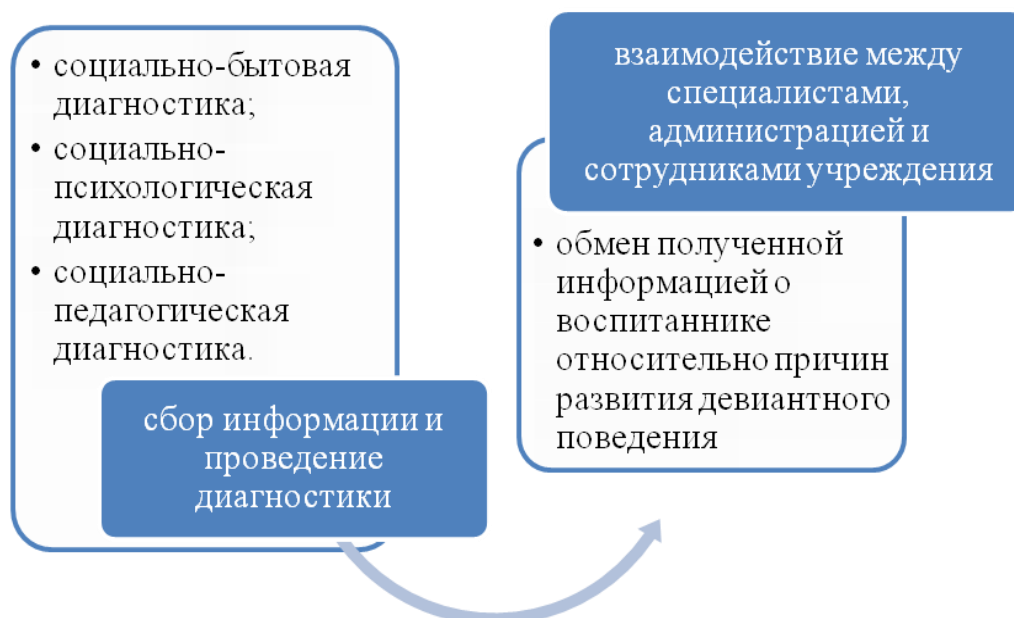 • социально-бытовая
диагностика;
• социально-
психологическая
диагностика;
• социально-
педагогическая
диагностика.
сбор информации и
проведение
диагностики
взаимодействие между
специалистами,
администрацией и
сотрудниками учреждения
• обмен полученной
информацией о
воспитаннике
относительно причин
развития девиантного
поведения